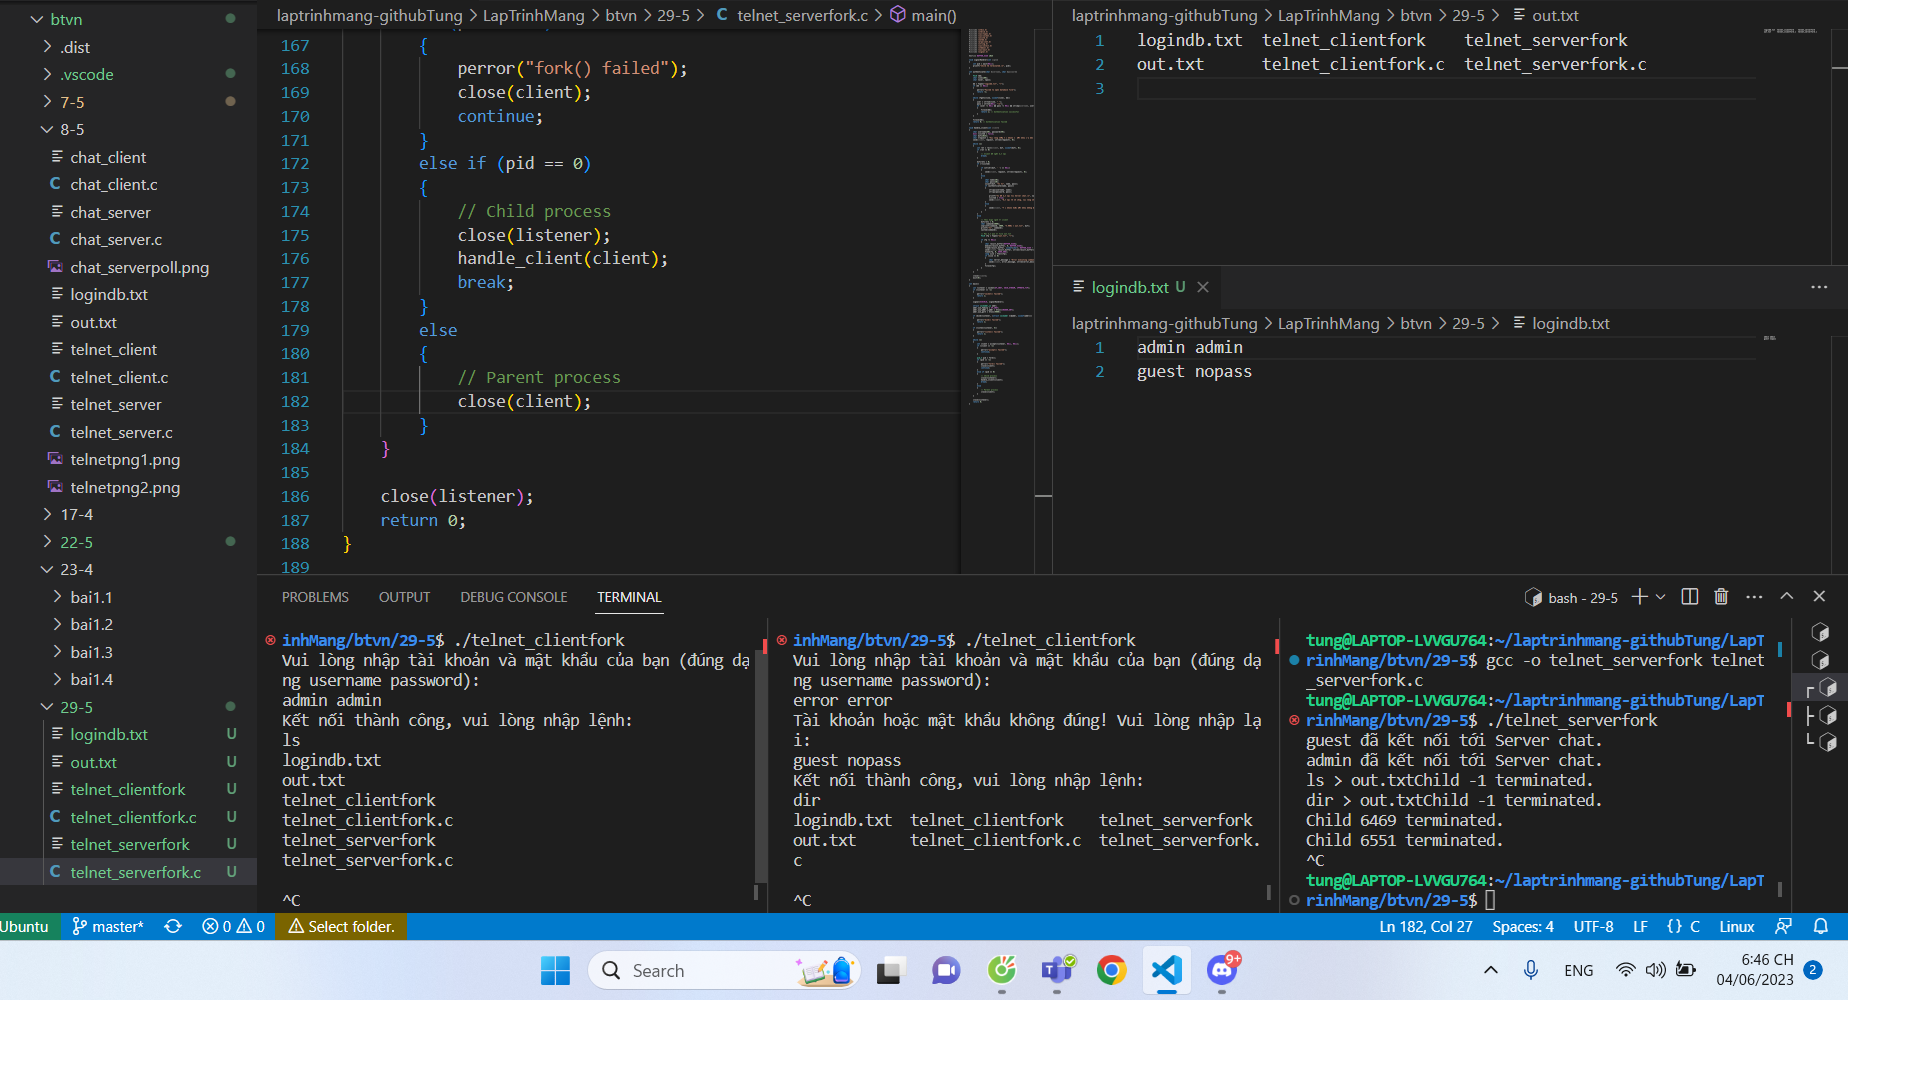 btvn
.dist
.vscode
7-5
8-5
chat_client
C chat_client.c
chat_server
C chat_server.c
chat_serverpoll.png
logindb.txt
out.txt
telnet_client
C telnet_client.c
telnet_server
C telnet_server.c
telnetpng1.png
telnetpng2.png
17-4
22-5
23-4
bai1.1
bai1.2
bai1.3
bai1.4
29-5
logindb.txt U
out.txt U
telnet_clientfork U
C telnet_clientfork.c U
telnet_serverfork U
C telnet_serverfork.c U
laptrinhmang-githubTung > LapTrinhMang > btvn > 29-5 > C telnet_serverfork.c > main()
167 {
168 perror("fork() failed");
169 close(client);
170 continue;
171 }
172 else if (pid == 0)
173 {
174 // Child process
175 close(listener);
176 handle_client(client);
177 break;
178 }
179 else
180 {
181 // Parent process
182 close(client);
183 }
184 }
185
186 close(listener);
187 return 0;
188 }
189
laptrinhmang-githubTung > LapTrinhMang > btvn > 29-5 > out.txt
1 logindb.txt telnet_clientfork telnet_serverfork
2 out.txt telnet_clientfork.c telnet_serverfork.c
3
logindb.txt U
laptrinhmang-githubTung > LapTrinhMang > btvn > 29-5 > logindb.txt
1 admin admin
2 guest nopass
PROBLEMS OUTPUT DEBUG CONSOLE TERMINAL
bash - 29-5
inhMang/btvn/29-5$ ./telnet_clientfork
Vui lòng nhập tài khoản và mật khẩu của bạn (đúng dạ
ng username password):
admin admin
Kết nối thành công, vui lòng nhập lệnh:
ls
logindb.txt
out.txt
telnet_clientfork
telnet_clientfork.c
telnet_serverfork
telnet_serverfork.c
^C
inhMang/btvn/29-5$ ./telnet_clientfork
Vui lòng nhập tài khoản và mật khẩu của bạn (đúng dạ
ng username password):
error error
Tài khoản hoặc mật khẩu không đúng! Vui lòng nhập lạ
i:
guest nopass
Kết nối thành công, vui lòng nhập lệnh:
dir
logindb.txt telnet_clientfork telnet_serverfork
out.txt telnet_clientfork.c telnet_serverfork.
c
^C
tung@LAPTOP-LVVGU764:~/laptrinhmang-githubTung/LapT
rinhMang/btvn/29-5$ gcc -o telnet_serverfork telnet
_serverfork.c
tung@LAPTOP-LVVGU764:~/laptrinhmang-githubTung/LapT
rinhMang/btvn/29-5$ ./telnet_serverfork
guest đã kết nối tới Server chat.
admin đã kết nối tới Server chat.
ls > out.txtChild -1 terminated.
dir > out.txtChild -1 terminated.
Child 6469 terminated.
Child 6551 terminated.
^C
tung@LAPTOP-LVVGU764:~/laptrinhmang-githubTung/LapT
rinhMang/btvn/29-5$
Ubuntu master* 0 0 Select folder. Ln 182, Col 27 Spaces: 4 UTF-8 LF {} C Linux
Search 9+ ENG 6:46 CH
04/06/2023 2